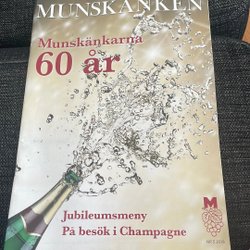 MUNSKÄNKEN
Munskänkarna
60 år
Jubileumsmeny
På besök i Champagne
M